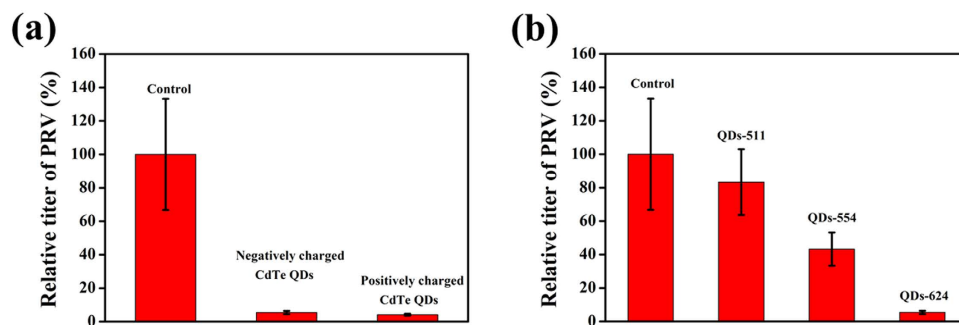 (a)
Relative titer of PRV (%)
160
140
120
100
80
60
40
20
0
Control
Negatively charged
CdTe QDs
Positively charged
CdTe QDs
(b)
Relative titer of PRV (%)
160
140
120
100
80
60
40
20
0
Control
QDs-511
QDs-554
QDs-624